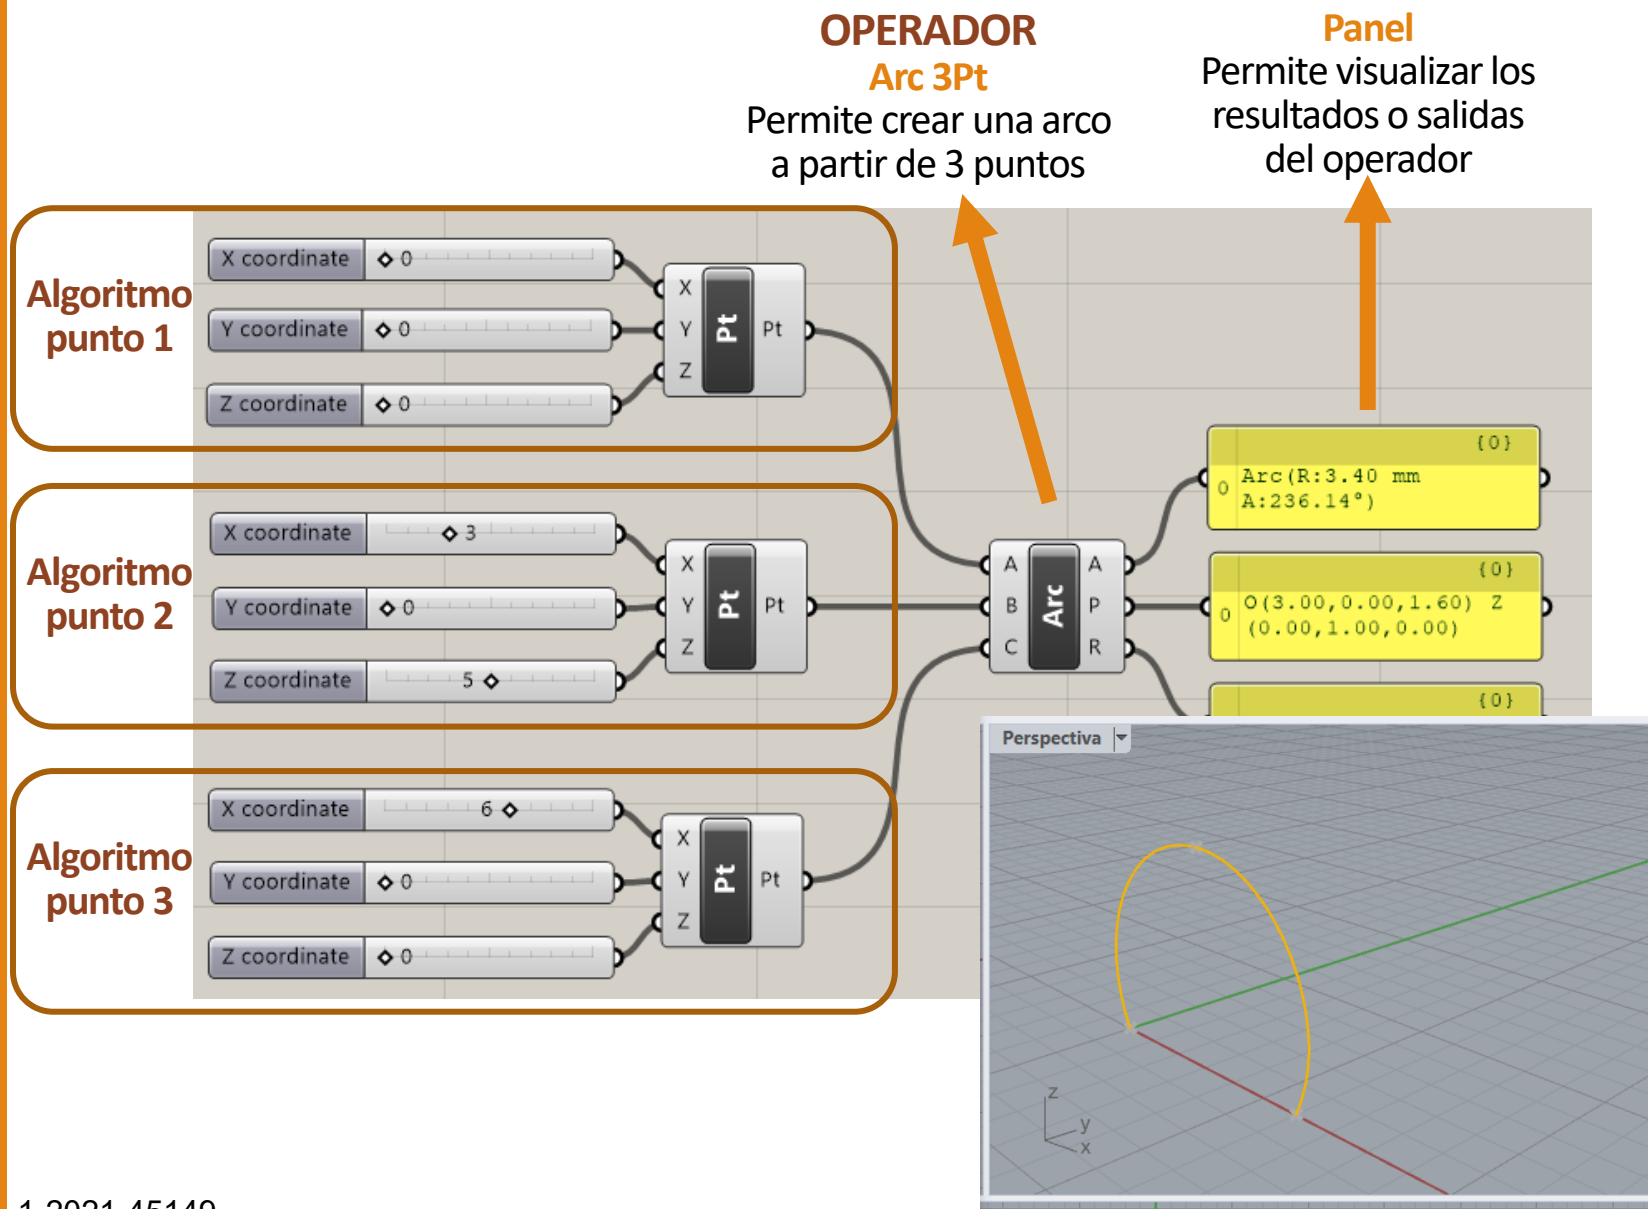 OPERADOR
Arc 3Pt
Permite crear una arco
a partir de 3 puntos
Panel
Permite visualizar los
resultados o salidas
del operador
Algoritmo
punto 1
X coordinate 0
Y coordinate 0
Z coordinate 0
X
Y
Z
Pt
Pt
Algoritmo
punto 2
X coordinate 3
Y coordinate 0
Z coordinate 5
X
Y
Z
Pt
Pt
Algoritmo
punto 3
X coordinate 6
Y coordinate 0
Z coordinate 0
X
Y
Z
Pt
Pt
A
B
C
Arc
A
P
R
{0}
0 Arc(R:3.40 mm
A:236.14°)
{0}
0 O(3.00,0.00,1.60) Z
(0.00,1.00,0.00)
{0}
Perspectiva
z
y
x
1-2021-45149